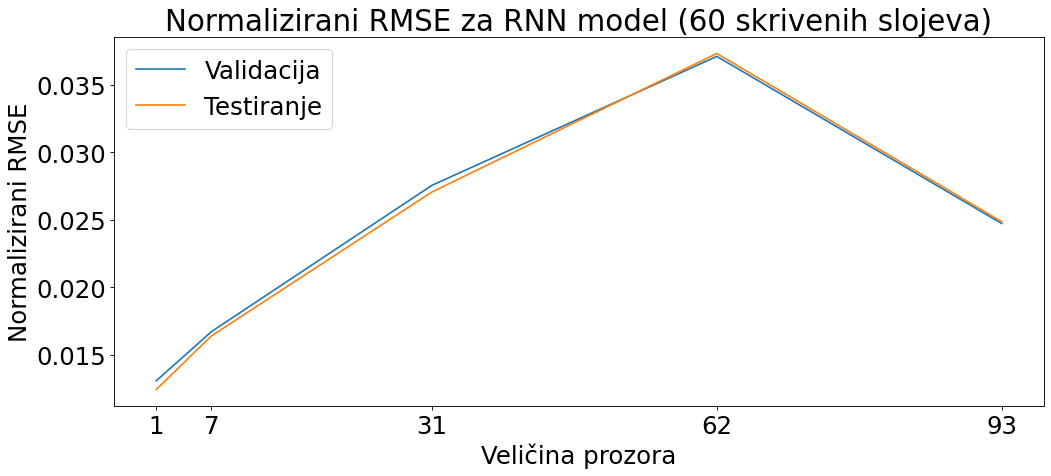 Normalizirani RMSE za RNN model (60 skrivenih slojeva)
Validacija
Testiranje
Normalizirani RMSE
0.035
0.030
0.025
0.020
0.015
1 7 31 62 93
Veličina prozora